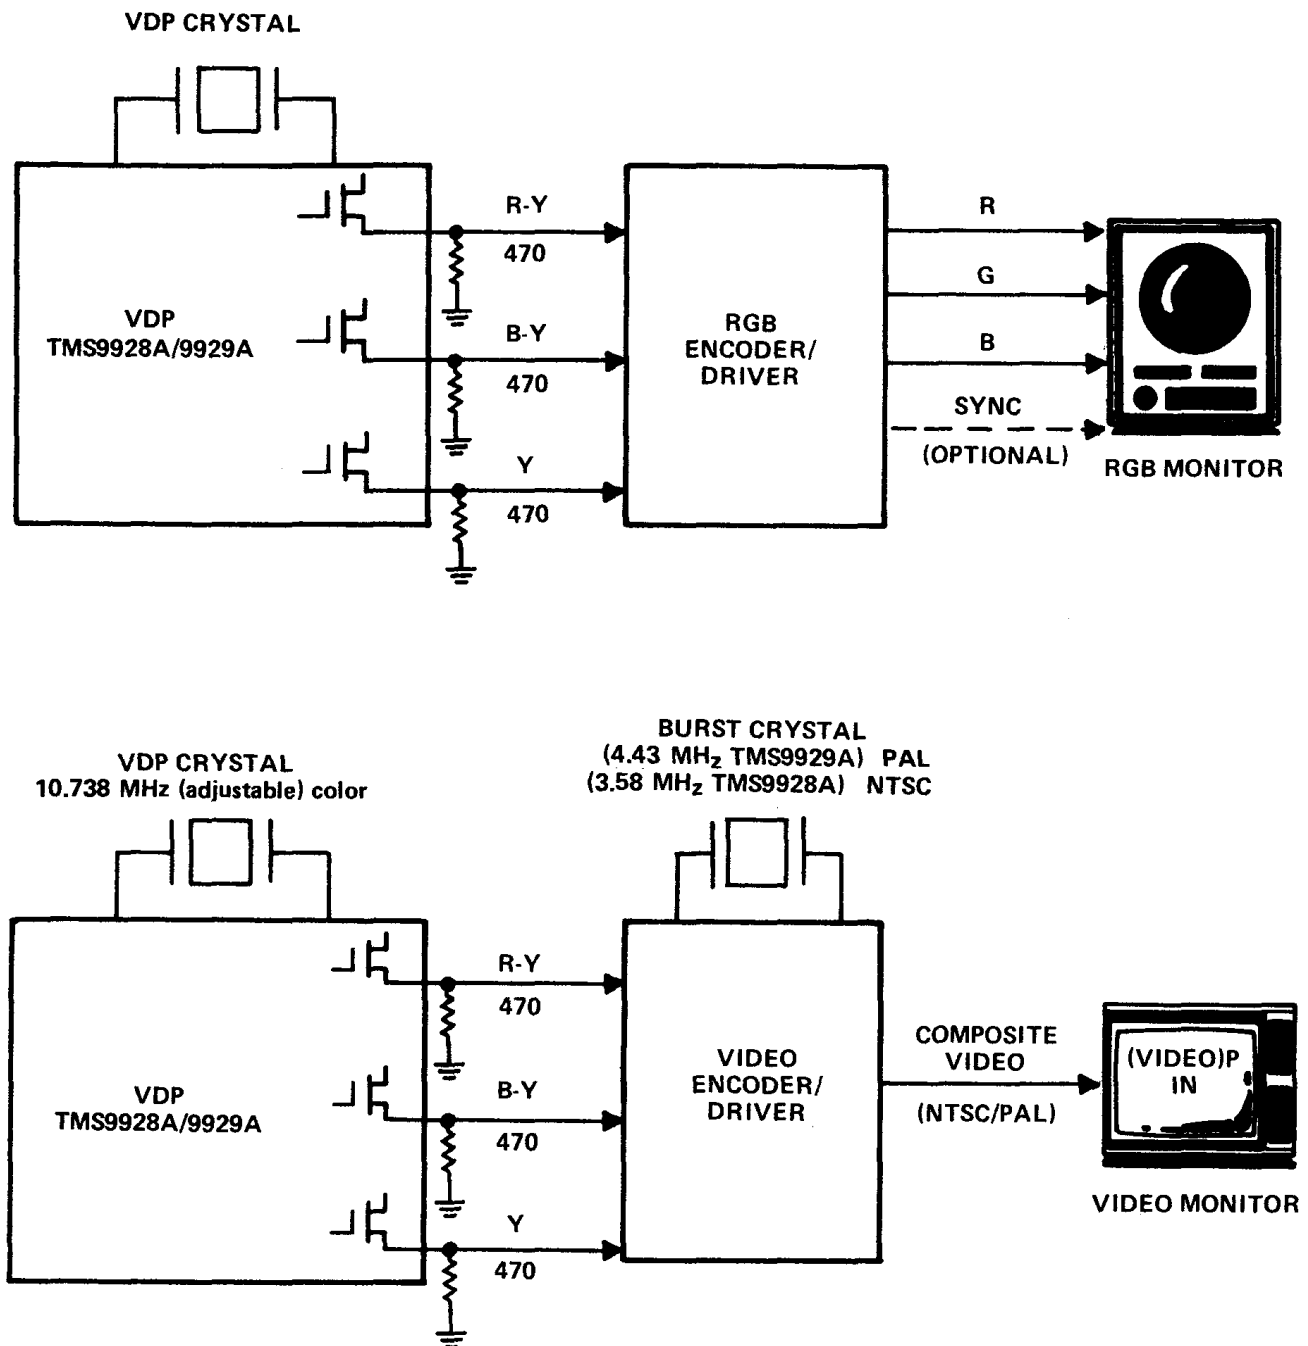 VDP CRYSTAL
VDP
TMS9928A/9929A
R-Y
470
B-Y
470
Y
470
RGB
ENCODER/
DRIVER
R
G
B
SYNC
(OPTIONAL)
RGB MONITOR
VDP CRYSTAL
10.738 MHz (adjustable) color
BURST CRYSTAL
(4.43 MHz TMS9929A) PAL
(3.58 MHz TMS9928A) NTSC
VDP
TMS9928A/9929A
R-Y
470
B-Y
470
Y
470
VIDEO
ENCODER/
DRIVER
COMPOSITE
VIDEO
(NTSC/PAL)
(VIDEO)P
IN
VIDEO MONITOR